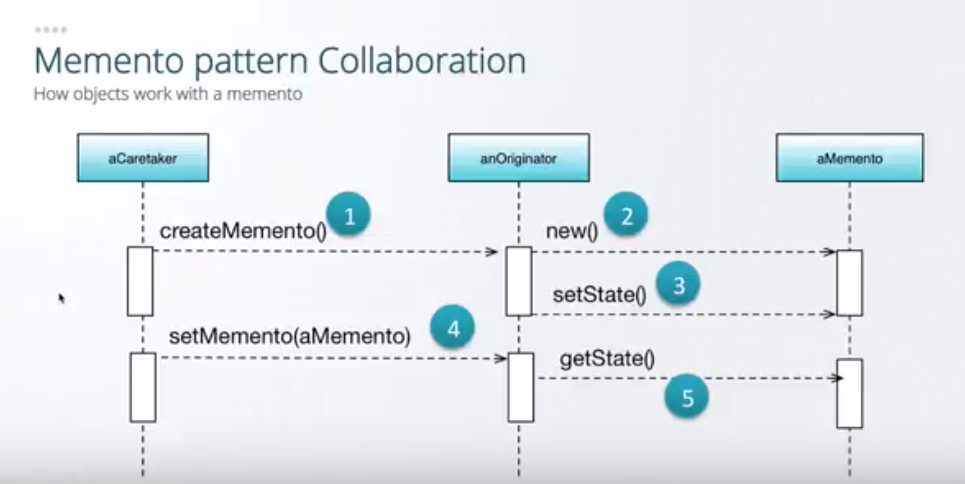 Memento pattern Collaboration
How objects work with a memento
aCaretaker
anOriginator
aMemento
createMemento()
1
new()
2
setState()
3
setMemento(aMemento)
4
getState()
5